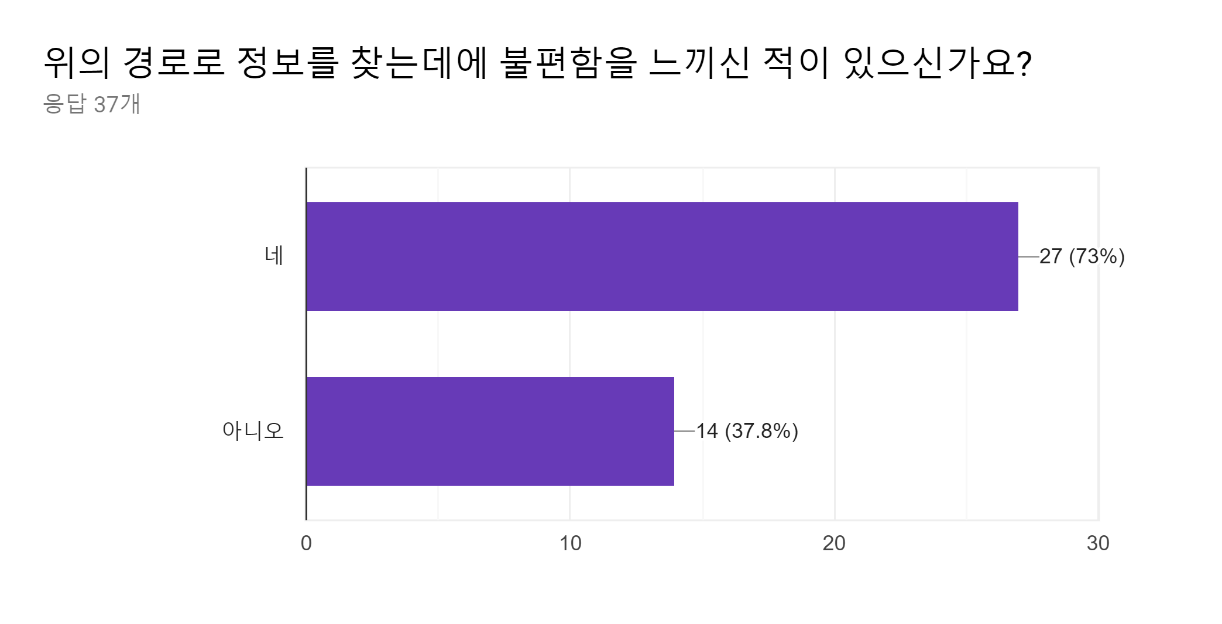 위의 경로로 정보를 찾는데에 불편함을 느끼신 적이 있으신가요?
응답 37개
네
27 (73%)
아니오
14 (37.8%)
0 10 20 30